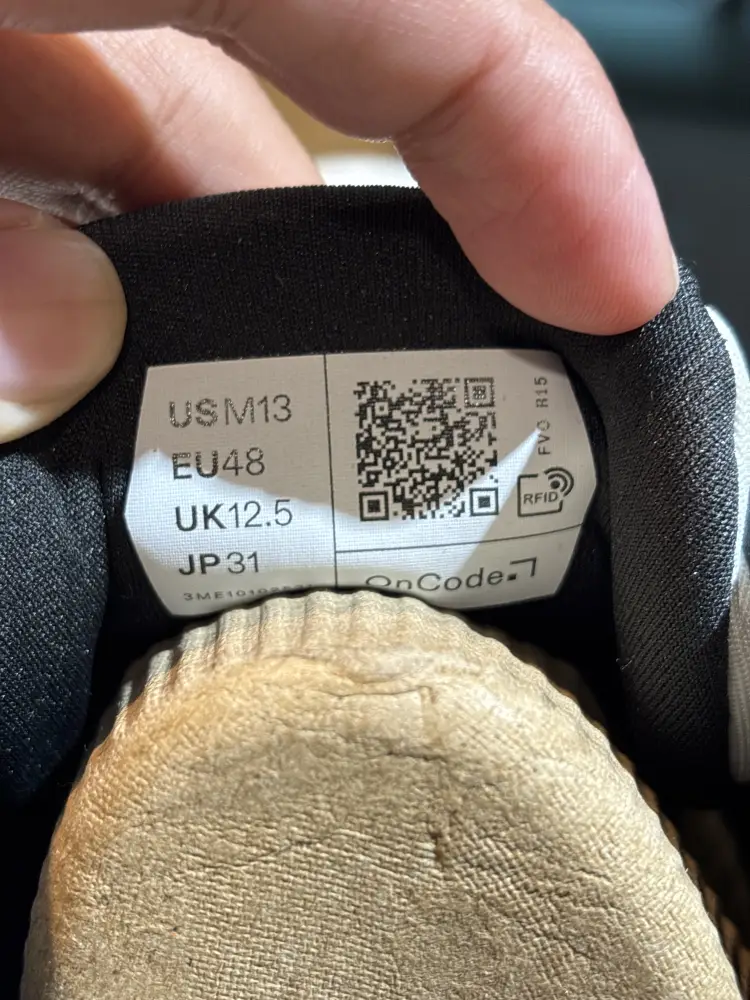 US M13
EU 48
UK 12.5
JP 31
FVO R15
RFID
OnCode